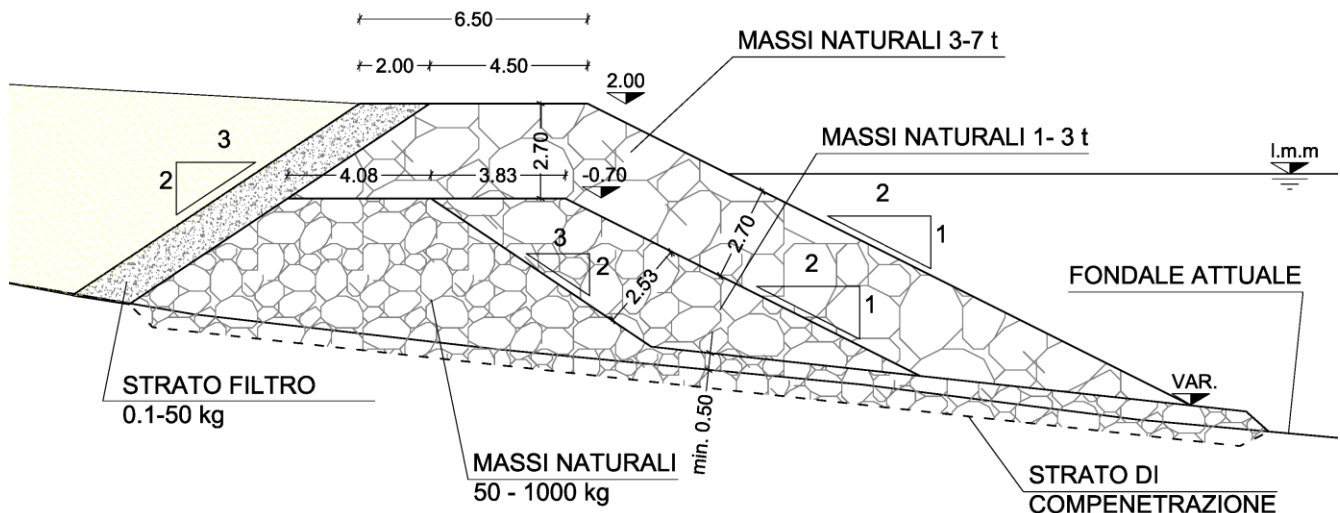 6.50
2.00
4.50
MASSI NATURALI 3-7 t
2.00
MASSI NATURALI 1- 3 t
3
2
2.70
l.m.m
4.08
3.83
-0.70
2
1
2.70
3
2
2.53
2
1
FONDALE ATTUALE
VAR.
STRATO FILTRO
0.1-50 kg
min. 0.50
MASSI NATURALI
50 - 1000 kg
STRATO DI
COMPENETRAZIONE